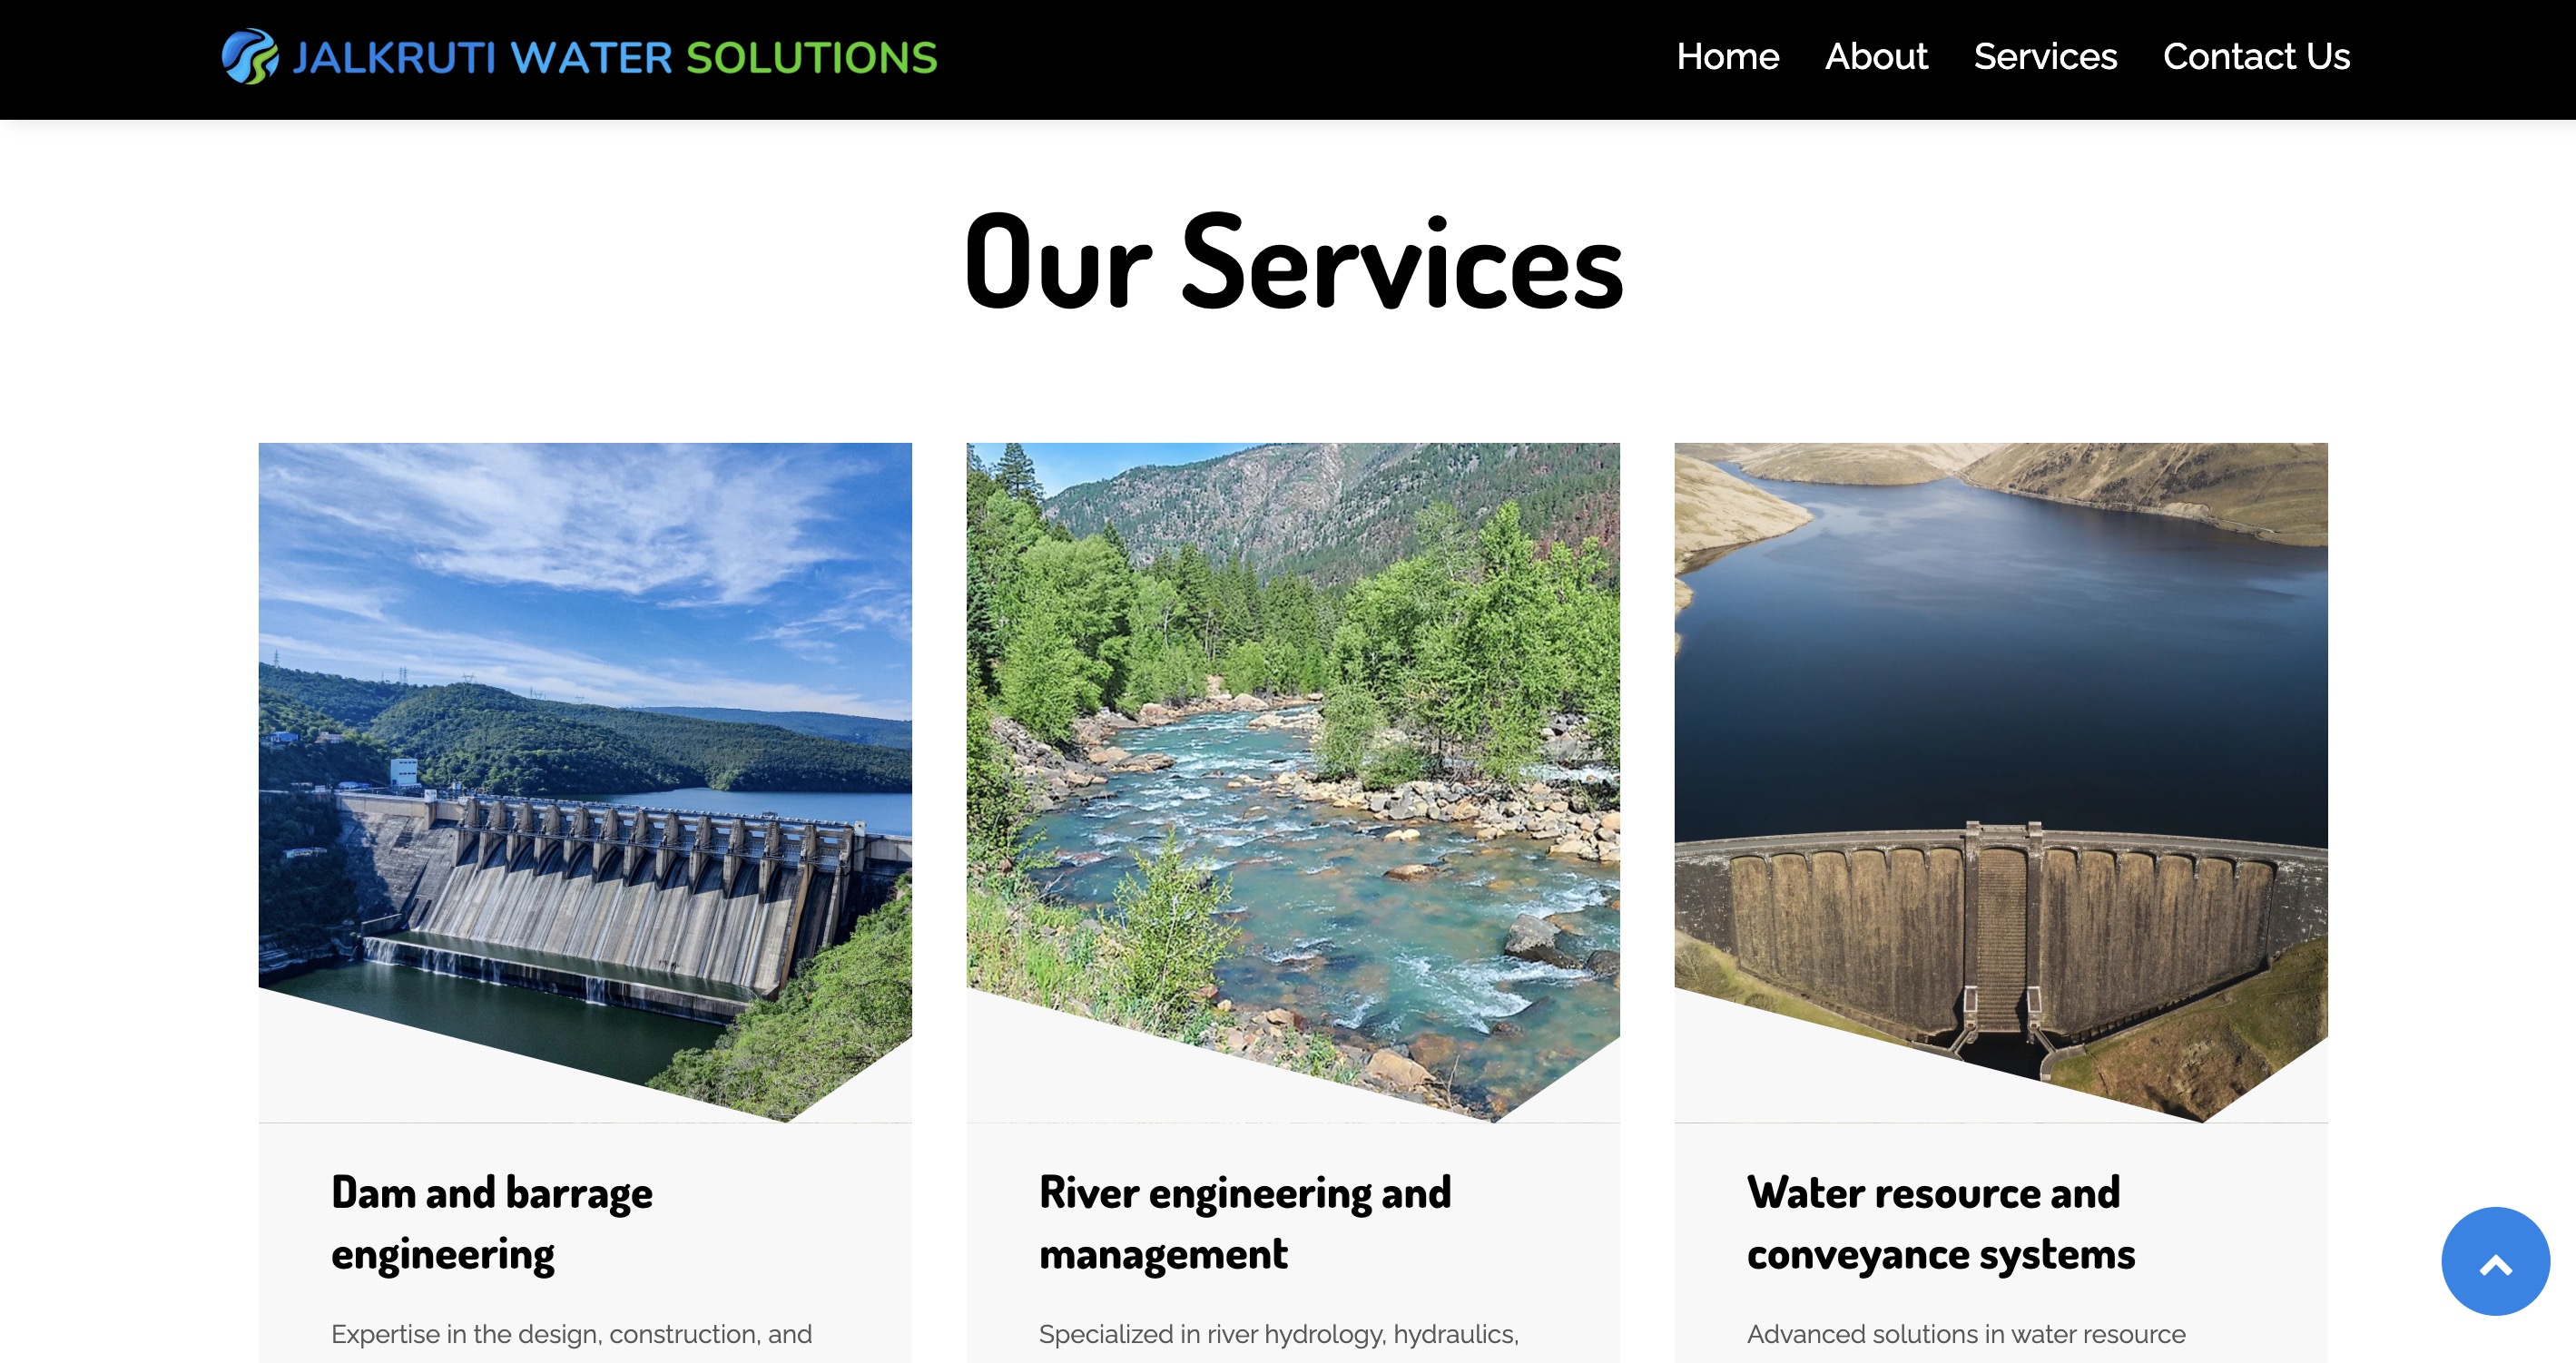 JALKRUTI WATER SOLUTIONS
Home About Services Contact Us
Our Services
Dam and barrage
engineering
Expertise in the design, construction, and
River engineering and
management
Specialized in river hydrology, hydraulics,
Water resource and
conveyance systems
Advanced solutions in water resource